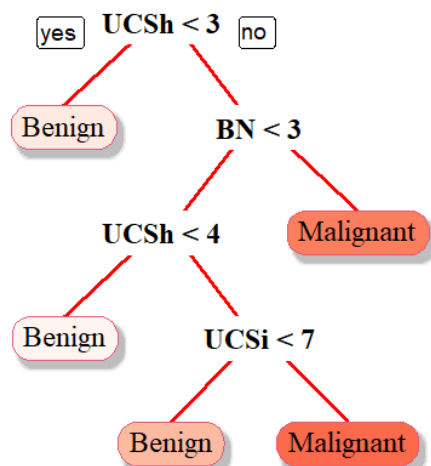 yes UCSh < 3 no
Benign
BN < 3
UCSh < 4
Malignant
Benign
UCSi < 7
Benign Malignant